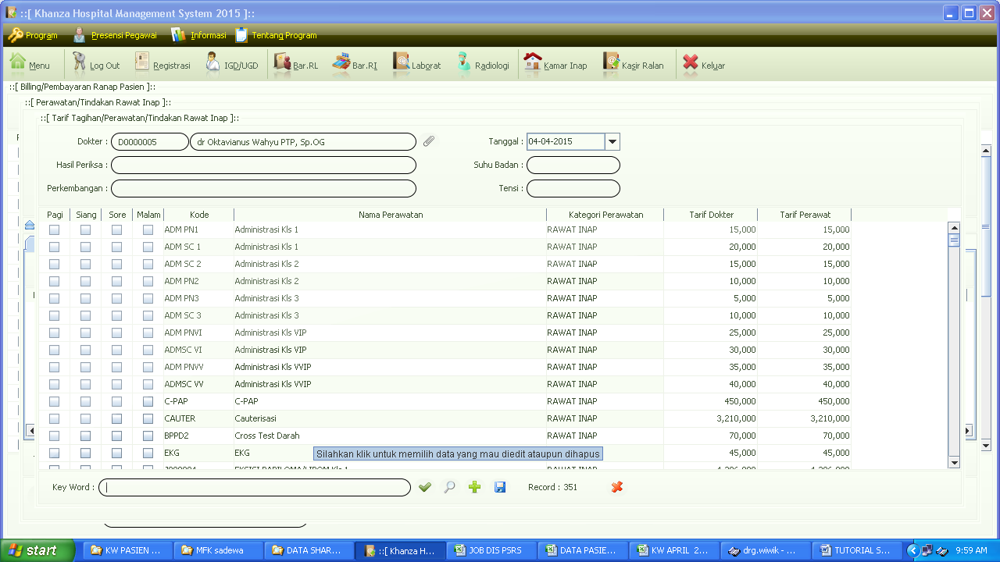 ::[ Khanza Hospital Management System 2015 ]::
Program Presensi Pegawai Informasi Tentang Program
Menu Log Out Registrasi IGD/UGD Bar.RL Bar.RI Laborat Radiologi Kamar Inap Kasir Ralan Keluar
::[ Billing/Pembayaran Ranap Pasien ]::
::[ Perawatan/Tindakan Rawat Inap ]::
::[ Tarif Tagihan/Perawatan/Tindakan Rawat Inap ]::
Dokter : D0000005 dr Oktavianus Wahyu PTP, Sp.OG Tanggal : 04-04-2015
Hasil Periksa : Suhu Badan :
Perkembangan : Tensi :
Pagi Siang Sore Malam Kode Nama Perawatan Kategori Perawatan Tarif Dokter Tarif Perawat
ADM PN1 Administrasi Kls 1 RAWAT INAP 15,000 15,000
ADM SC 1 Administrasi Kls 1 RAWAT INAP 20,000 20,000
ADM SC 2 Administrasi Kls 2 RAWAT INAP 15,000 15,000
ADM PN2 Administrasi Kls 2 RAWAT INAP 10,000 10,000
ADM PN3 Administrasi Kls 3 RAWAT INAP 5,000 5,000
ADM SC 3 Administrasi Kls 3 RAWAT INAP 10,000 10,000
ADM PNVI Administrasi Kls VIP RAWAT INAP 25,000 25,000
ADMSC VI Administrasi Kls VIP RAWAT INAP 30,000 30,000
ADM PNVV Administrasi Kls VVIP RAWAT INAP 35,000 35,000
ADMSC VV Administrasi Kls VVIP RAWAT INAP 40,000 40,000
C-PAP C-PAP RAWAT INAP 450,000 450,000
CAUTER Cauterisasi RAWAT INAP 3,210,000 3,210,000
BPPD2 Cross Test Darah RAWAT INAP 70,000 70,000
EKG EKG RAWAT INAP 45,000 45,000
Silahkan klik untuk memilih data yang mau diedit ataupun dihapus
Key Word : Record : 351
start KW PASIEN ... MFK sadewa DATA SHAR... ::[ Khanza H... JOB DIS PSRS DATA PASIE... KW APRIL 2... drg.wiwik - ... TUTORIAL S... 9:59 AM